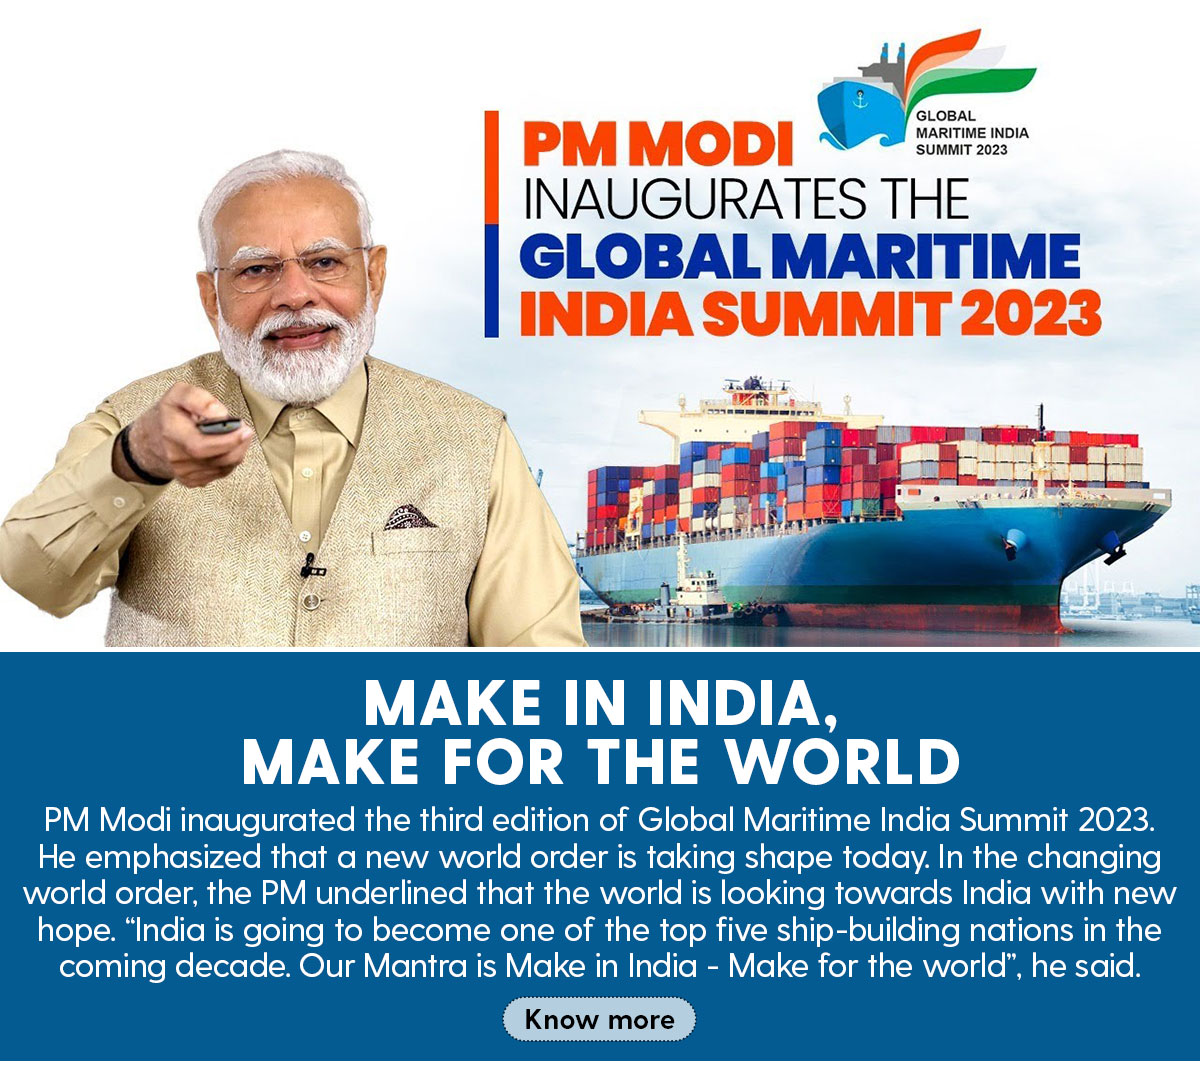 GLOBAL
MARITIME INDIA
SUMMIT 2023
PM MODI
INAUGURATES THE
GLOBAL MARITIME
INDIA SUMMIT 2023
MAKE IN INDIA,
MAKE FOR THE WORLD
PM Modi inaugurated the third edition of Global Maritime India Summit 2023.
He emphasized that a new world order is taking shape today. In the changing
world order, the PM underlined that the world is looking towards India with new
hope. “India is going to become one of the top five ship-building nations in the
coming decade. Our Mantra is Make in India - Make for the world”, he said.
Know more